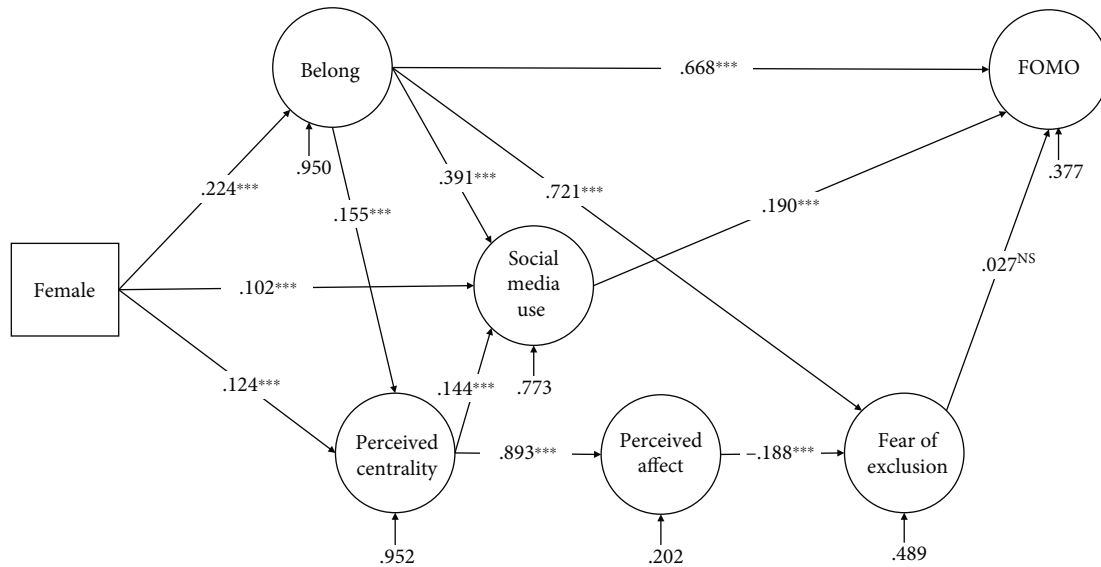 Belong
.668***
FOMO
.950
.377
.224***
.391***
.721***
.155***
.190***
Female
.102***
Social
media
use
.027NS
.124***
.144***
.773
Perceived
centrality
.893***
Perceived
affect
–.188***
Fear of
exclusion
.952
.202
.489